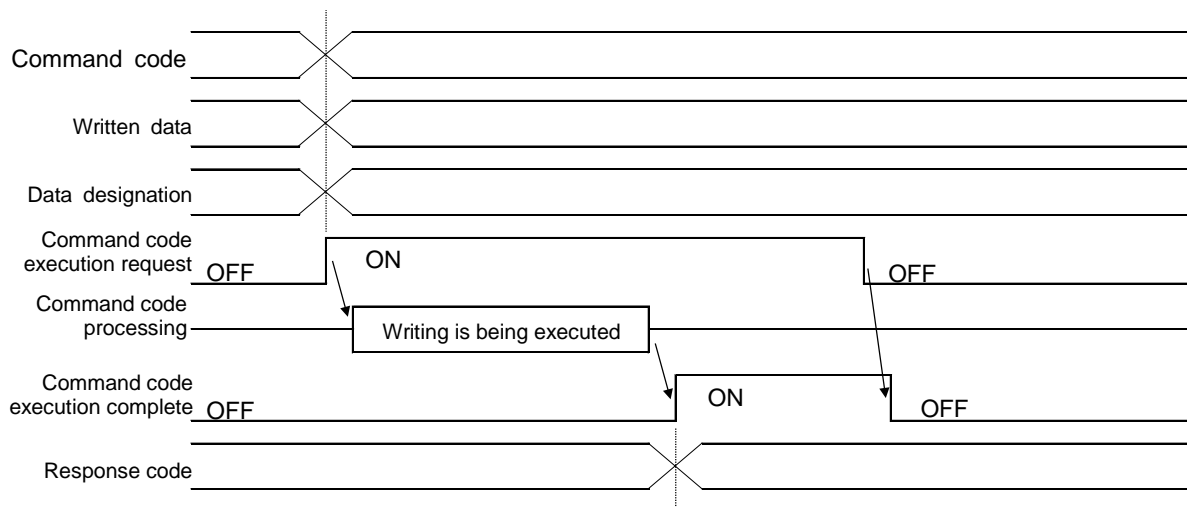 Command code
Written data
Data designation
Command code
execution request
OFF
ON
OFF
Command code
processing
Writing is being executed
Command code
execution complete
OFF
ON
OFF
Response code